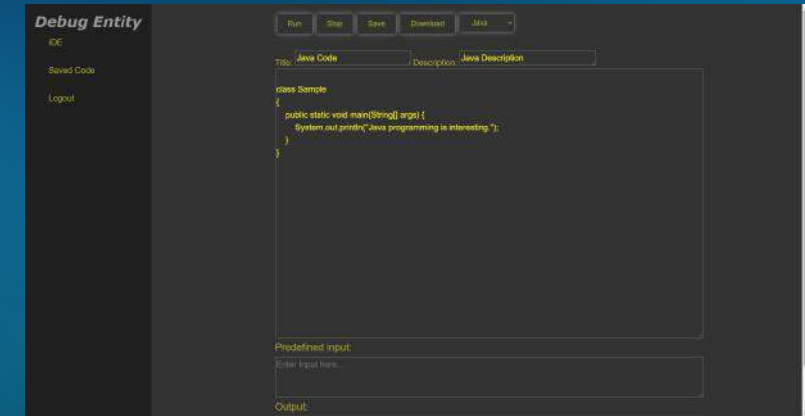 Debug Entity
IDE
Saved Code
Logout
Run Stop Save Download Java
Title: Java Code Description: Java Description
class Sample
{
public static void main(String[] args) {
System.out.println("Java programming is interesting.");
}
}
Predefined input:
Enter Input here...
Output: